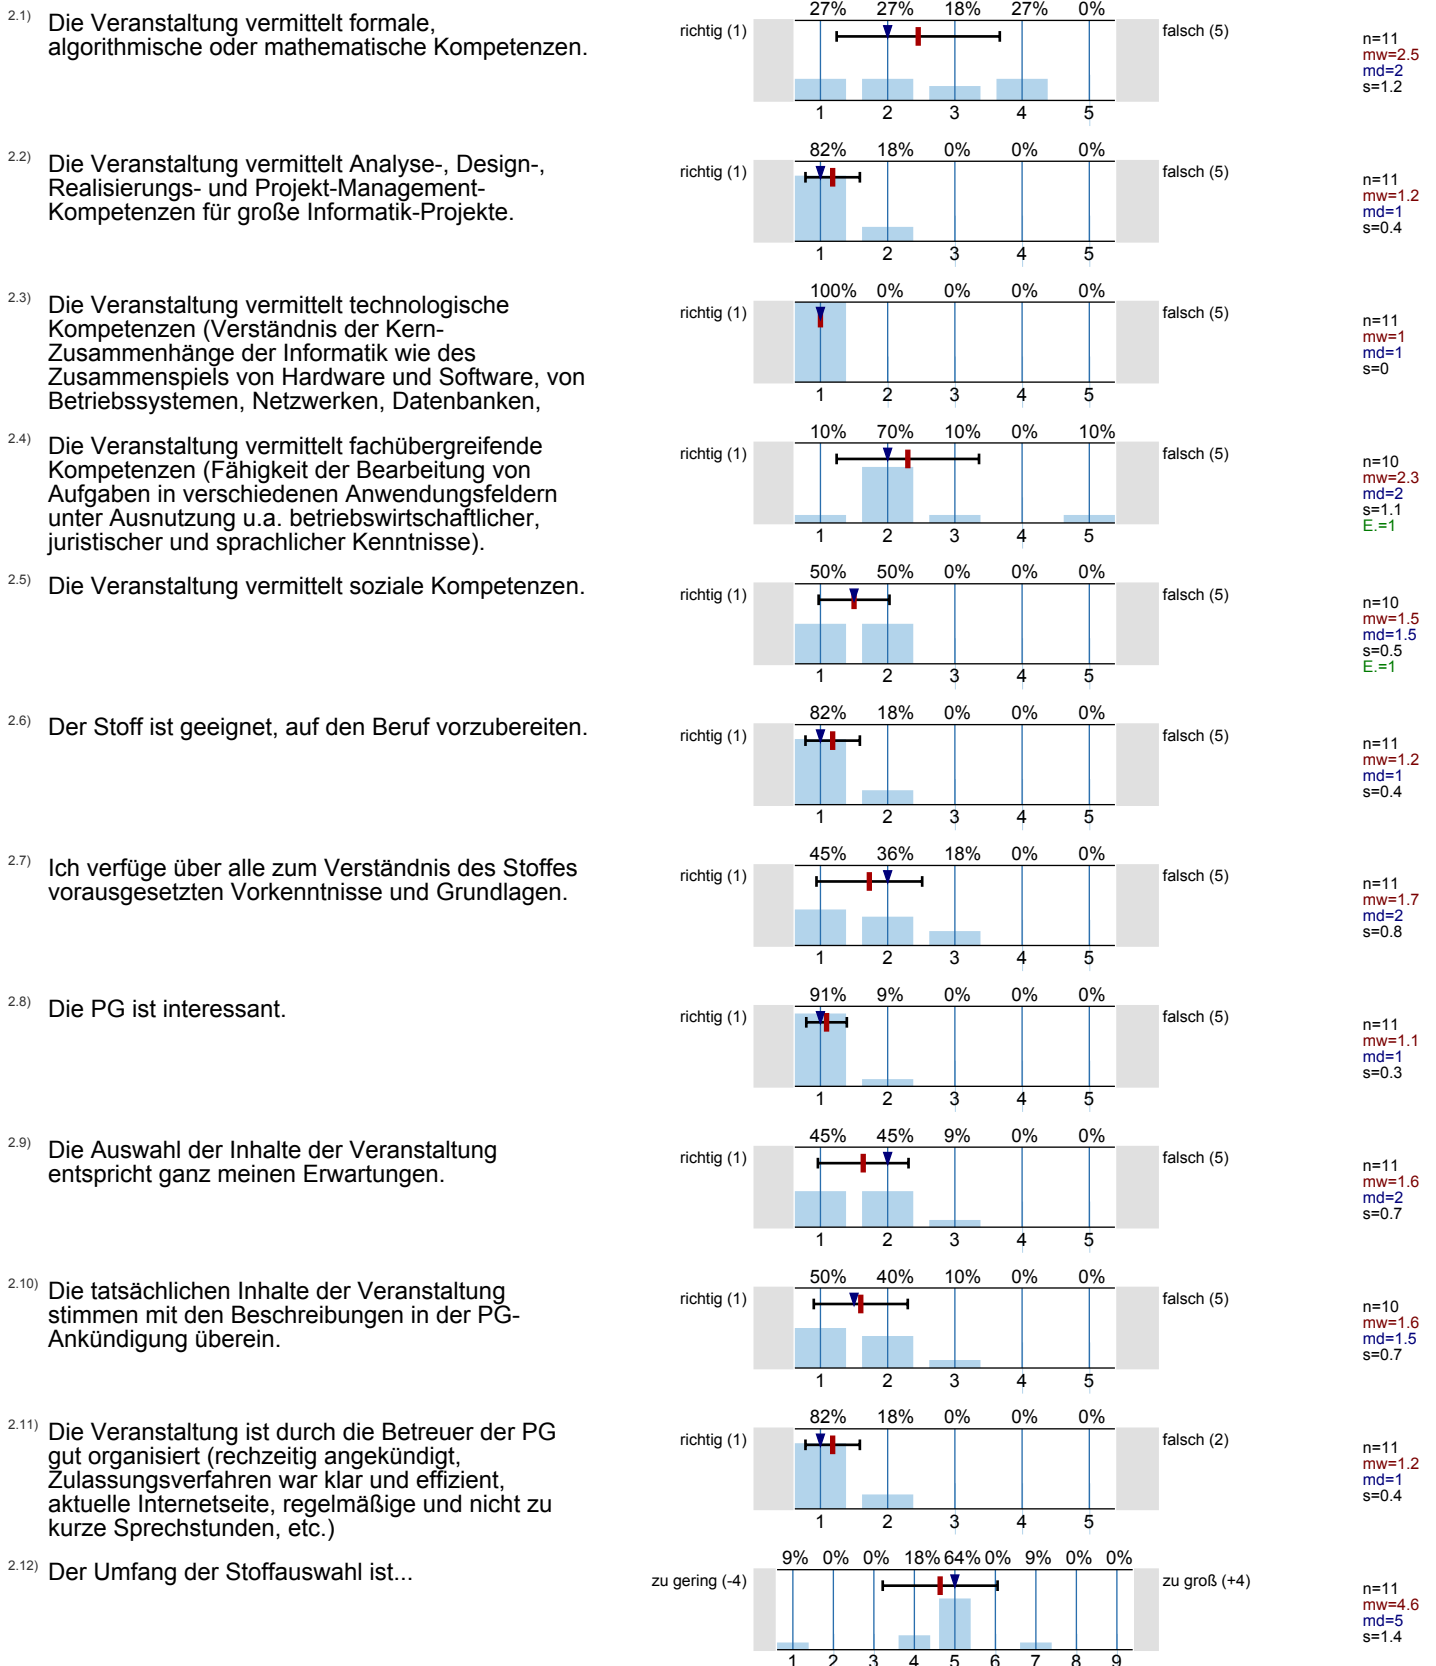 2.1) Die Veranstaltung vermittelt formale,
algorithmische oder mathematische Kompetenzen.
richtig (1)
27% 27% 18% 27% 0%
falsch (5)
1 2 3 4 5
n=11
mw=2.5
md=2
s=1.2
2.2) Die Veranstaltung vermittelt Analyse-, Design-,
Realisierungs- und Projekt-Management-
Kompetenzen für große Informatik-Projekte.
richtig (1)
82% 18% 0% 0% 0%
falsch (5)
1 2 3 4 5
n=11
mw=1.2
md=1
s=0.4
2.3) Die Veranstaltung vermittelt technologische
Kompetenzen (Verständnis der Kern-
Zusammenhänge der Informatik wie des
Zusammenspiels von Hardware und Software, von
Betriebssystemen, Netzwerken, Datenbanken,
richtig (1)
100% 0% 0% 0% 0%
falsch (5)
1 2 3 4 5
n=11
mw=1
md=1
s=0
2.4) Die Veranstaltung vermittelt fachübergreifende
Kompetenzen (Fähigkeit der Bearbeitung von
Aufgaben in verschiedenen Anwendungsfeldern
unter Ausnutzung u.a. betriebswirtschaftlicher,
juristischer und sprachlicher Kenntnisse).
richtig (1)
10% 70% 10% 0% 10%
falsch (5)
1 2 3 4 5
n=10
mw=2.3
md=2
s=1.1
E.=1
2.5) Die Veranstaltung vermittelt soziale Kompetenzen.
richtig (1)
50% 50% 0% 0% 0%
falsch (5)
1 2 3 4 5
n=10
mw=1.5
md=1.5
s=0.5
E.=1
2.6) Der Stoff ist geeignet, auf den Beruf vorzubereiten.
richtig (1)
82% 18% 0% 0% 0%
falsch (5)
1 2 3 4 5
n=11
mw=1.2
md=1
s=0.4
2.7) Ich verfüge über alle zum Verständnis des Stoffes
vorausgesetzten Vorkenntnisse und Grundlagen.
richtig (1)
45% 36% 18% 0% 0%
falsch (5)
1 2 3 4 5
n=11
mw=1.7
md=2
s=0.8
2.8) Die PG ist interessant.
richtig (1)
91% 9% 0% 0% 0%
falsch (5)
1 2 3 4 5
n=11
mw=1.1
md=1
s=0.3
2.9) Die Auswahl der Inhalte der Veranstaltung
entspricht ganz meinen Erwartungen.
richtig (1)
45% 45% 9% 0% 0%
falsch (5)
1 2 3 4 5
n=11
mw=1.6
md=2
s=0.7
2.10) Die tatsächlichen Inhalte der Veranstaltung
stimmen mit den Beschreibungen in der PG-
Ankündigung überein.
richtig (1)
50% 40% 10% 0% 0%
falsch (5)
1 2 3 4 5
n=10
mw=1.6
md=1.5
s=0.7
2.11) Die Veranstaltung ist durch die Betreuer der PG
gut organisiert (rechzeitig angekündigt,
Zulassungsverfahren war klar und effizient,
aktuelle Internetseite, regelmäßige und nicht zu
kurze Sprechstunden, etc.)
richtig (1)
82% 18% 0% 0% 0%
falsch (2)
1 2 3 4 5
n=11
mw=1.2
md=1
s=0.4
2.12) Der Umfang der Stoffauswahl ist...
zu gering (-4)
9% 0% 0% 18% 64% 0% 9% 0% 0%
zu groß (+4)
1 2 3 4 5 6 7 8 9
n=11
mw=4.6
md=5
s=1.4